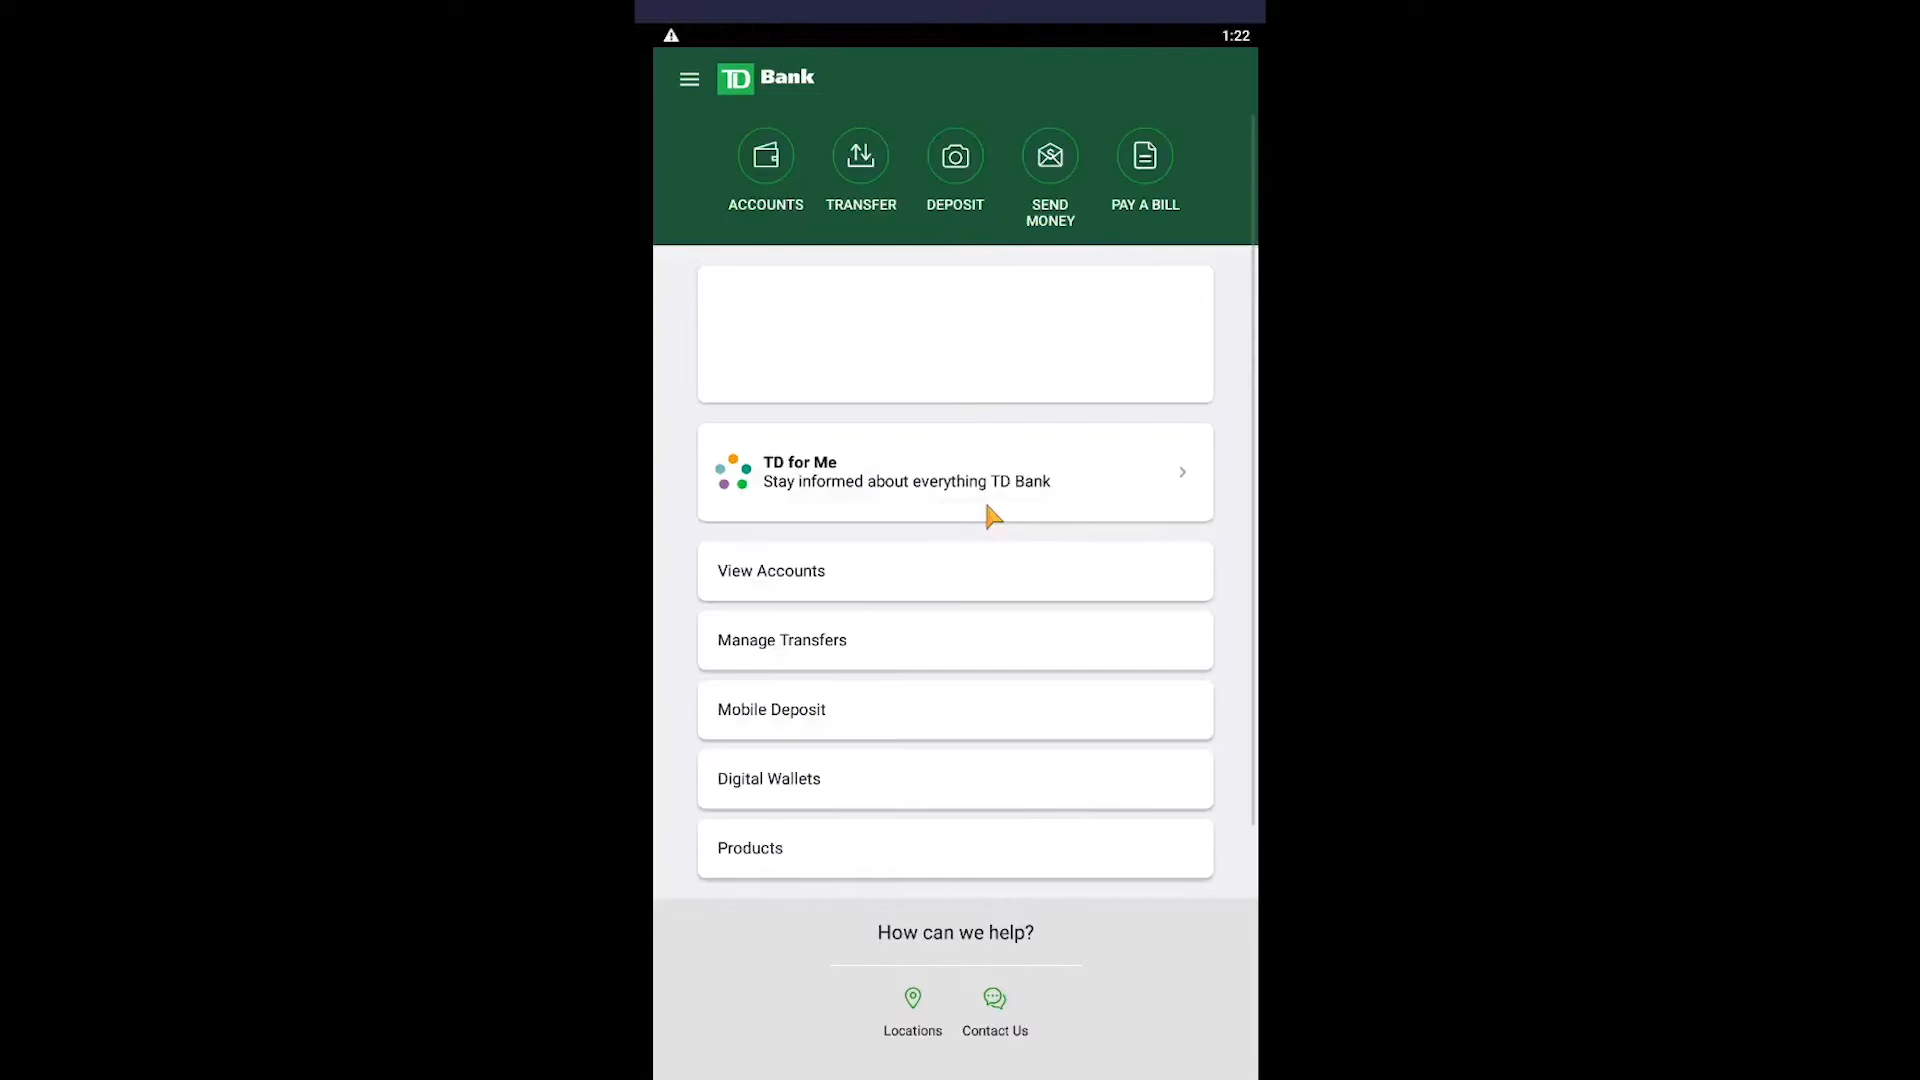 1:22
TD Bank
ACCOUNTS
TRANSFER
DEPOSIT
SEND
MONEY
PAY A BILL
TD for Me
Stay informed about everything TD Bank
View Accounts
Manage Transfers
Mobile Deposit
Digital Wallets
Products
How can we help?
Locations
Contact Us